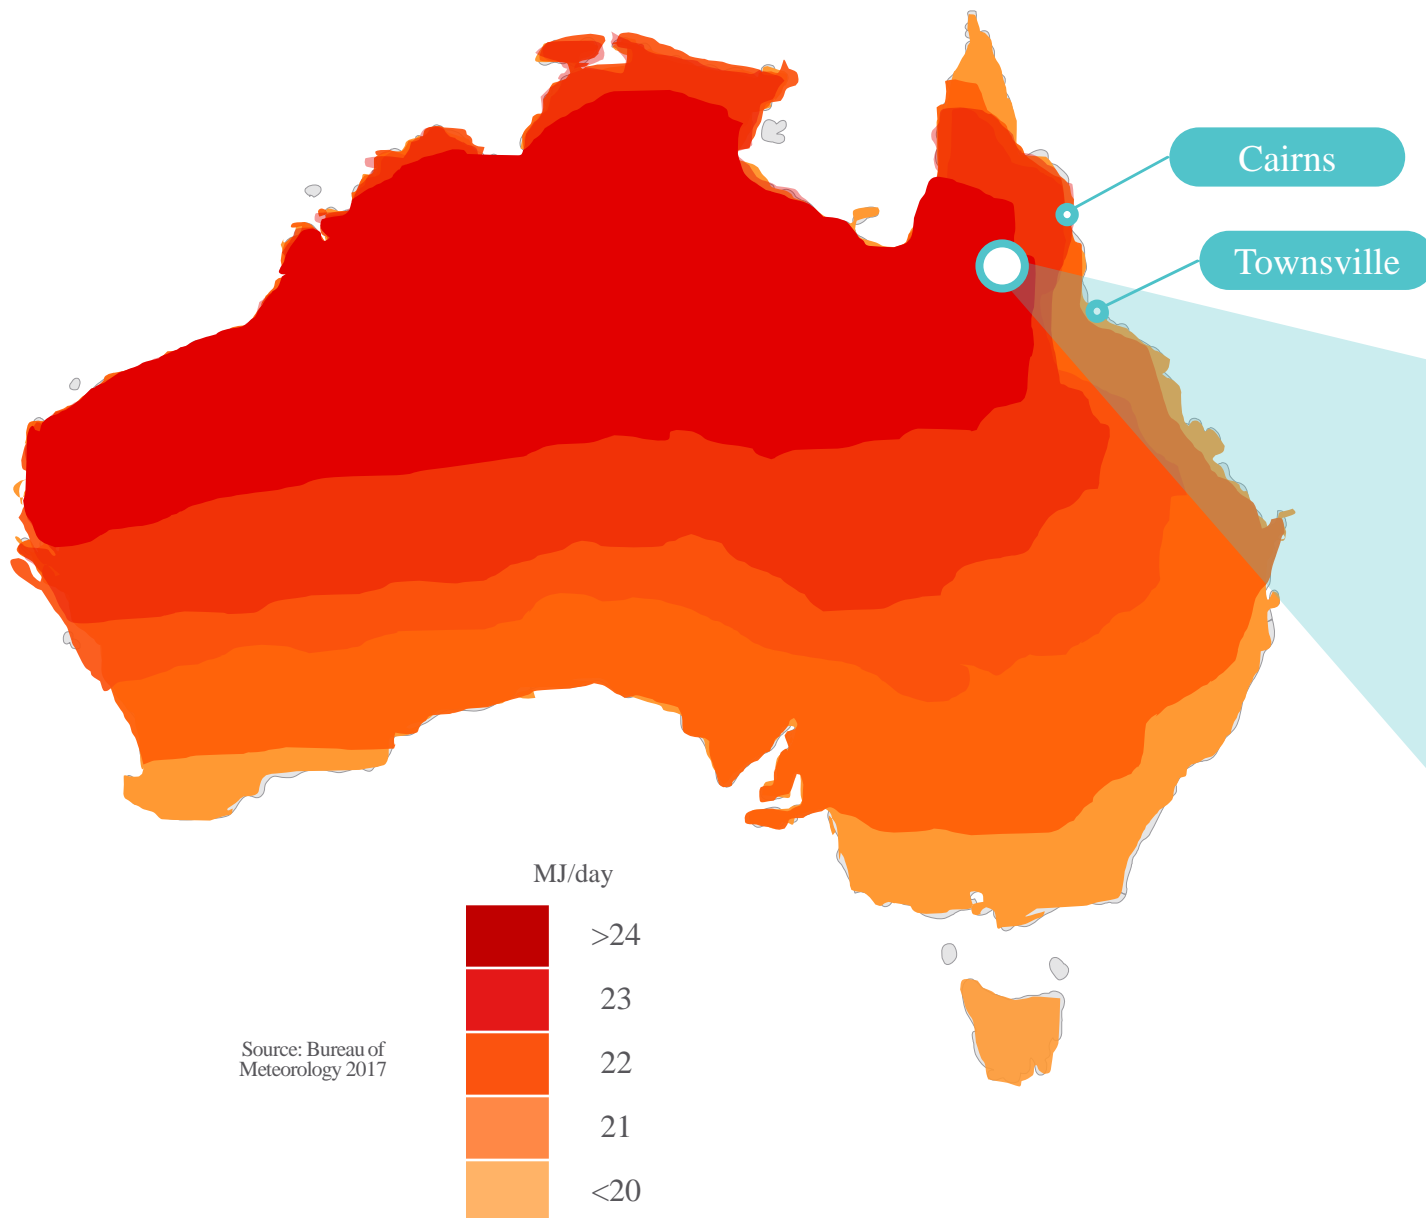 Cairns
Townsville
MJ/day
>24
23
22
21
<20
Source: Bureau of
Meteorology 2017